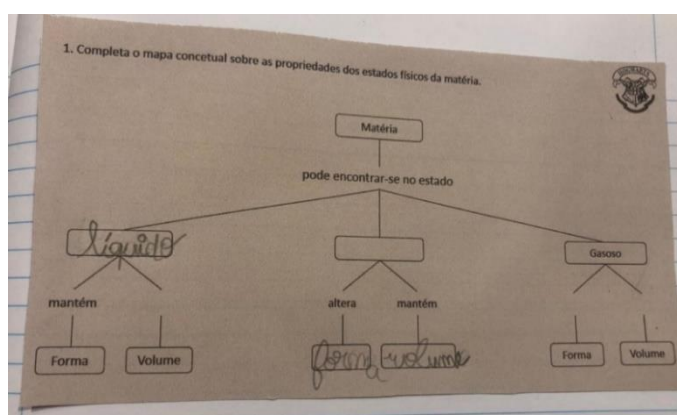 1. Completa o mapa concetual sobre as propriedades dos estados físicos da matéria.
Matéria
pode encontrar-se no estado
líquido
Gasoso
mantém
altera
mantém
Forma
Volume
forma
volume
Forma
Volume